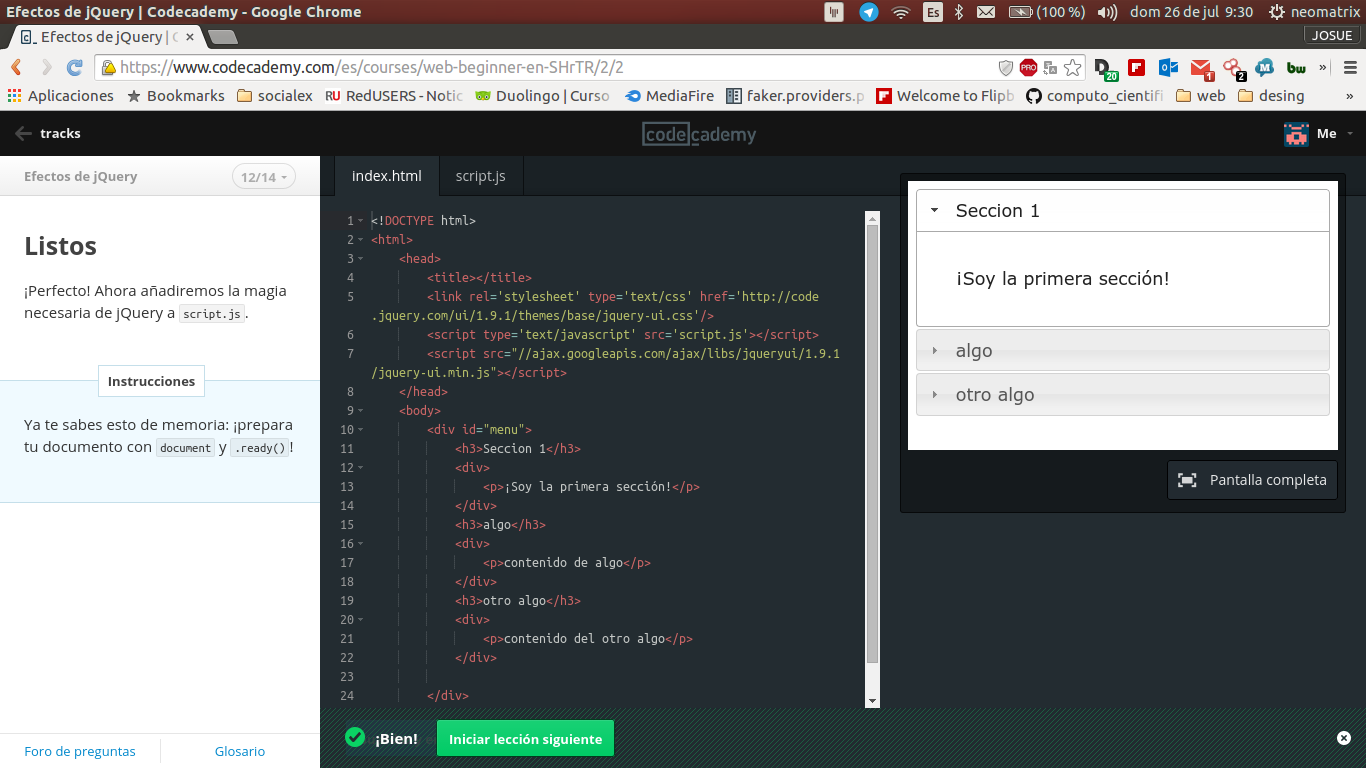 Efectos de jQuery | Codecademy - Google Chrome
Es (100 %) dom 26 de jul 9:30 neomatrix
Efectos de jQuery | C
JOSUE
https://www.codecademy.com/es/courses/web-beginner-en-SHrTR/2/2
PRO 20 1 2 bw »
Aplicaciones Bookmarks socialex RU RedUSERS - Notic Duolingo | Curso MediaFire faker.providers.p Welcome to Flipb computo_cientifi web desing »
tracks
codecademy
Me
Efectos de jQuery
12/14
Listos
¡Perfecto! Ahora añadiremos la magia
necesaria de jQuery a script.js.
Instrucciones
Ya te sabes esto de memoria: ¡prepara
tu documento con document y .ready()!
Foro de preguntas
Glosario
index.html
script.js
1 <!DOCTYPE html>
2 <html>
3 <head>
4 <title></title>
5 <link rel='stylesheet' type='text/css' href='http://code
.jquery.com/ui/1.9.1/themes/base/jquery-ui.css'/>
6 <script type='text/javascript' src='script.js'></script>
7 <script src="//ajax.googleapis.com/ajax/libs/jqueryui/1.9.1
/jquery-ui.min.js"></script>
8 </head>
9 <body>
10 <div id="menu">
11 <h3>Seccion 1</h3>
12 <div>
13 <p>¡Soy la primera sección!</p>
14 </div>
15 <h3>algo</h3>
16 <div>
17 <p>contenido de algo</p>
18 </div>
19 <h3>otro algo</h3>
20 <div>
21 <p>contenido del otro algo</p>
22 </div>
23
24 </div>
¡Bien!
Iniciar lección siguiente
Seccion 1
¡Soy la primera sección!
algo
otro algo
Pantalla completa